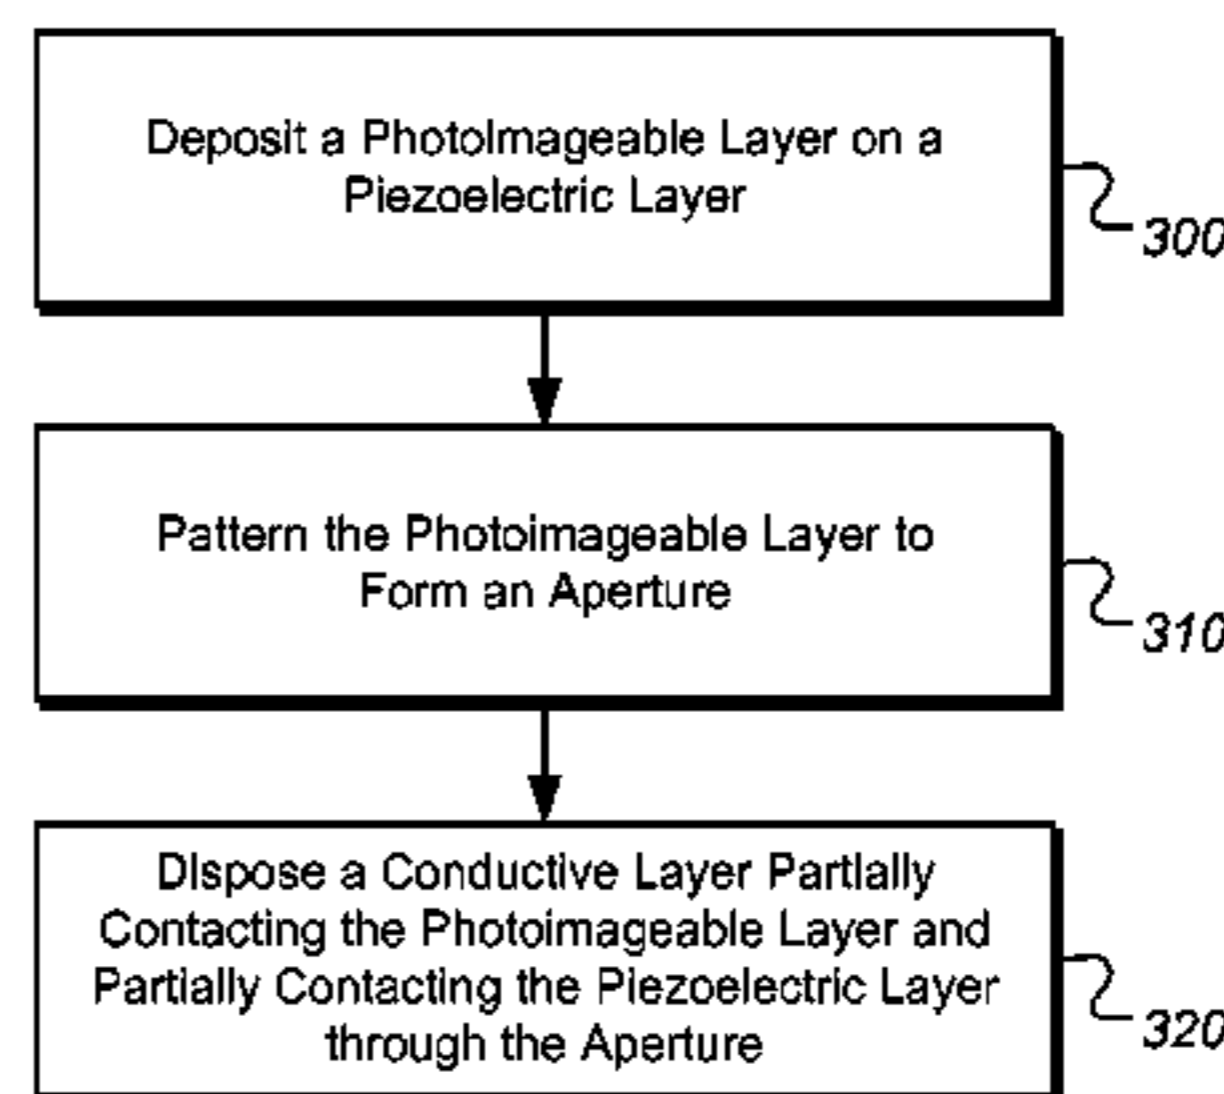 Deposit a PhotoImageable Layer on a
Piezoelectric Layer
300
Pattern the Photoimageable Layer to
Form an Aperture
310
Dispose a Conductive Layer Partially
Contacting the Photoimageable Layer and
Partially Contacting the Piezoelectric Layer
through the Aperture
320